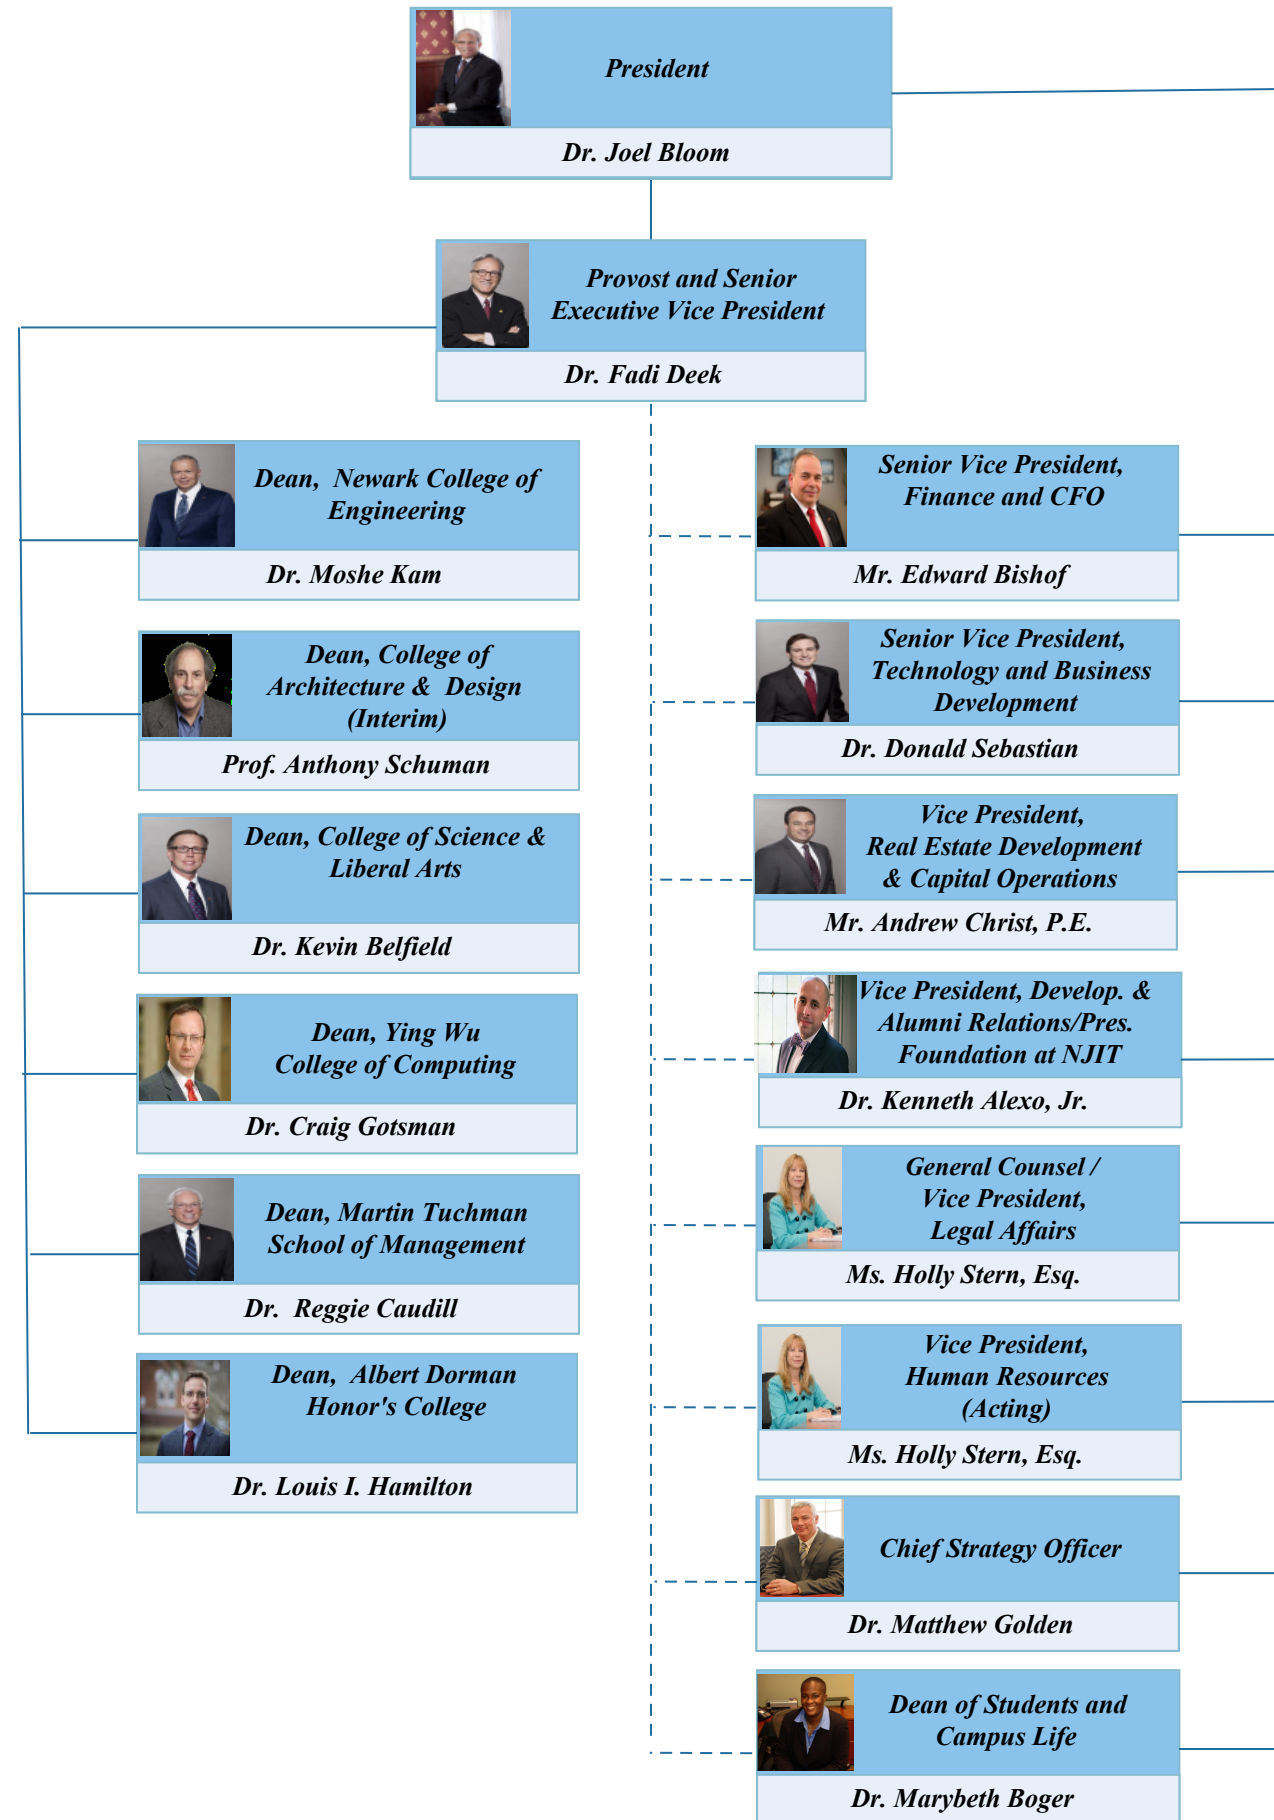 President
Dr. Joel Bloom
Provost and Senior
Executive Vice President
Dr. Fadi Deek
Dean, Newark College of
Engineering
Dr. Moshe Kam
Dean, College of
Architecture & Design
(Interim)
Prof. Anthony Schuman
Dean, College of Science &
Liberal Arts
Dr. Kevin Belfield
Dean, Ying Wu
College of Computing
Dr. Craig Gotsman
Dean, Martin Tuchman
School of Management
Dr. Reggie Caudill
Dean, Albert Dorman
Honor's College
Dr. Louis I. Hamilton
Senior Vice President,
Finance and CFO
Mr. Edward Bishof
Senior Vice President,
Technology and Business
Development
Dr. Donald Sebastian
Vice President,
Real Estate Development
& Capital Operations
Mr. Andrew Christ, P.E.
Vice President, Develop. &
Alumni Relations/Pres.
Foundation at NJIT
Dr. Kenneth Alexo, Jr.
General Counsel /
Vice President,
Legal Affairs
Ms. Holly Stern, Esq.
Vice President,
Human Resources
(Acting)
Ms. Holly Stern, Esq.
Chief Strategy Officer
Dr. Matthew Golden
Dean of Students and
Campus Life
Dr. Marybeth Boger